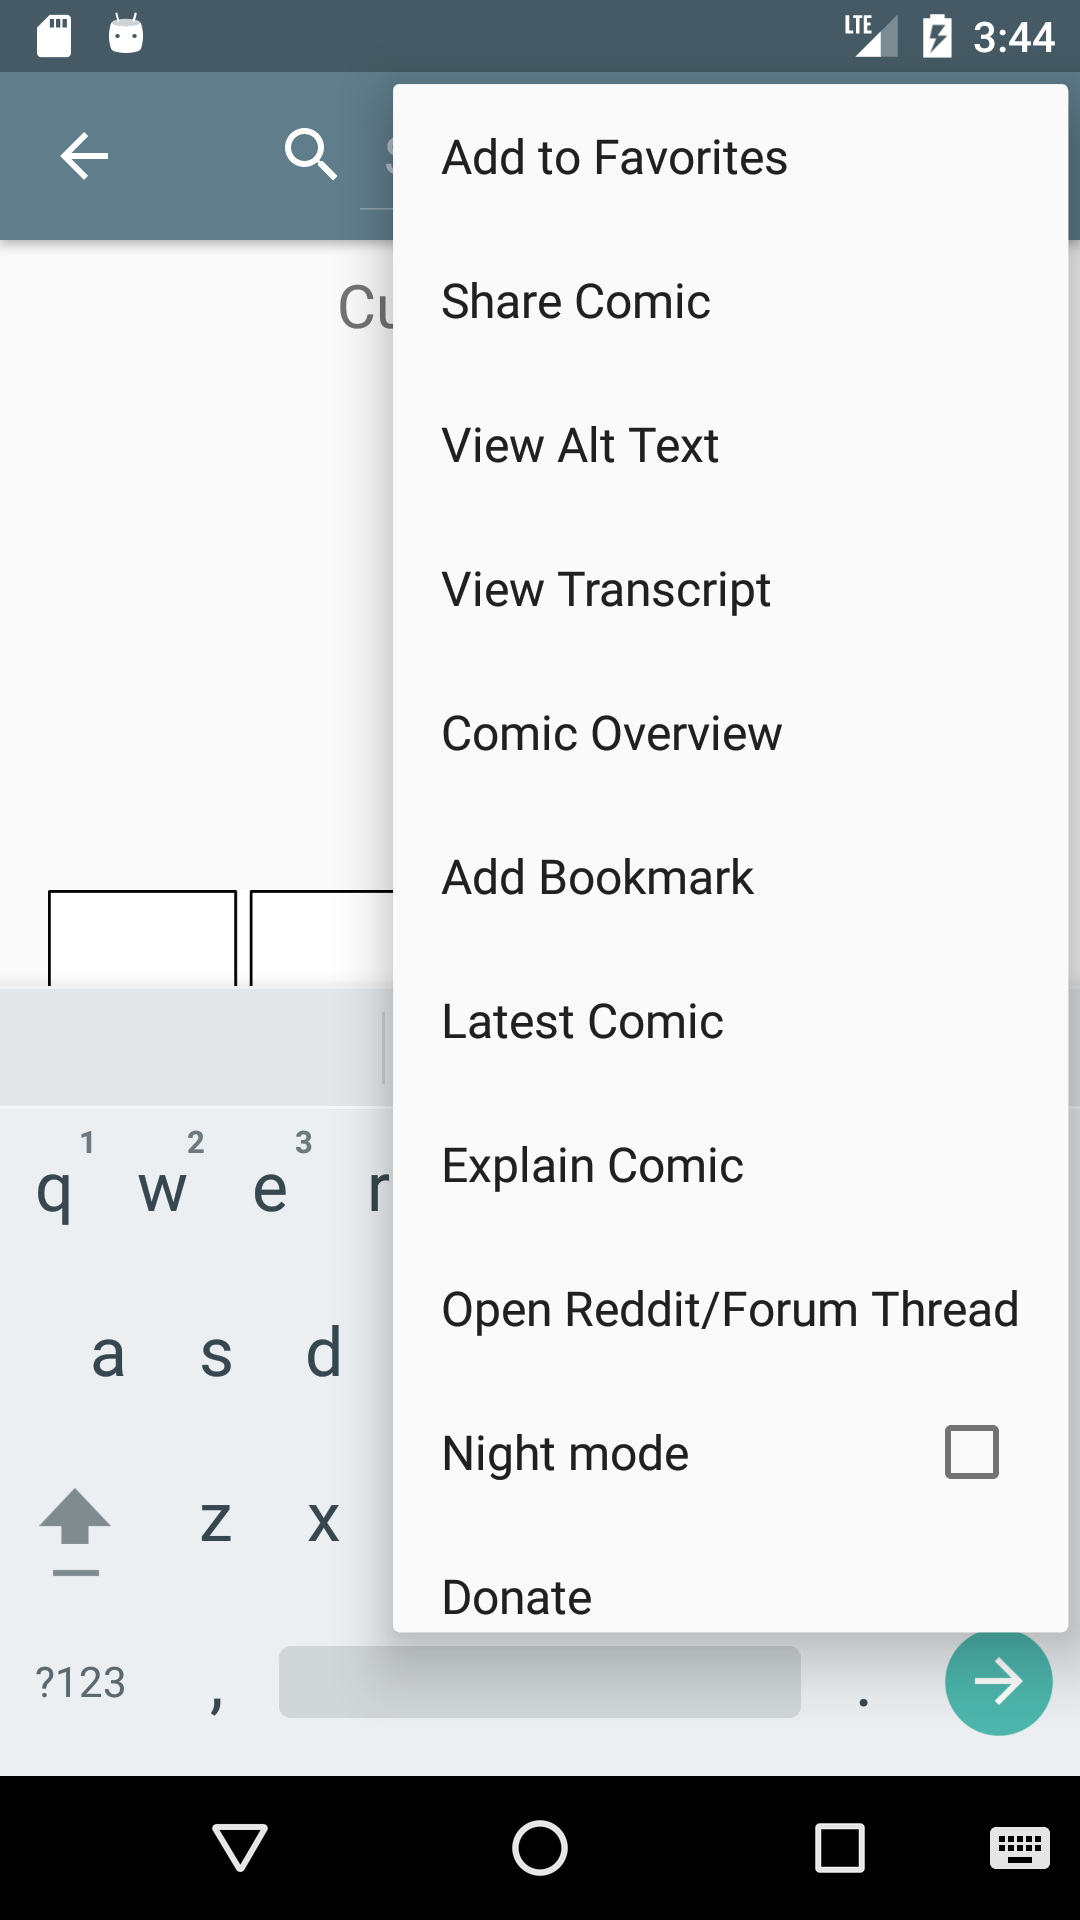 LTE 3:44
Add to Favorites
Cu
Share Comic
View Alt Text
View Transcript
Comic Overview
Add Bookmark
Latest Comic
Explain Comic
Open Reddit/Forum Thread
Night mode
Donate
1 2 3
q w e r
a s d
z x
?123 , .